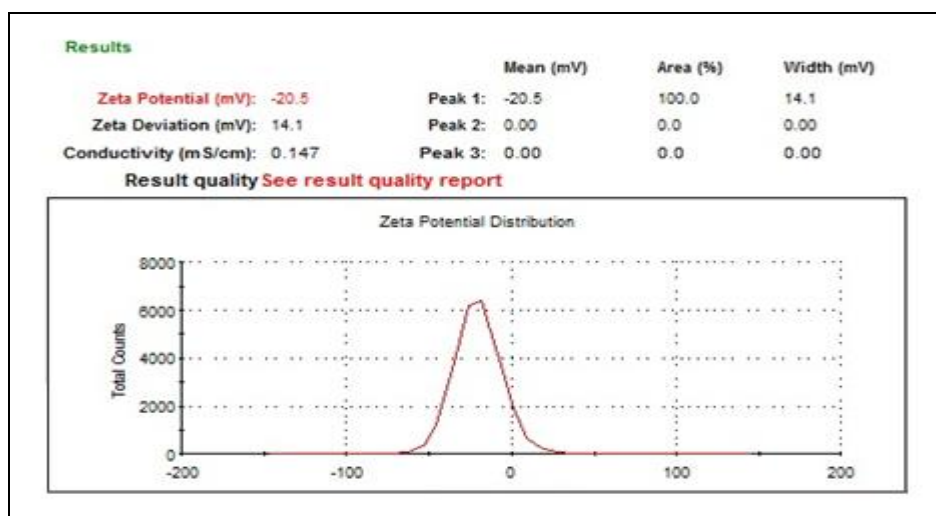 Results
Mean (mV) Area (%) Width (mV)
Zeta Potential (mV): -20.5 Peak 1: -20.5 100.0 14.1
Zeta Deviation (mV): 14.1 Peak 2: 0.00 0.0 0.00
Conductivity (mS/cm): 0.147 Peak 3: 0.00 0.0 0.00
Result quality See result quality report
Zeta Potential Distribution
8000
6000
4000
2000
0
Total Counts
-200 -100 0 100 200